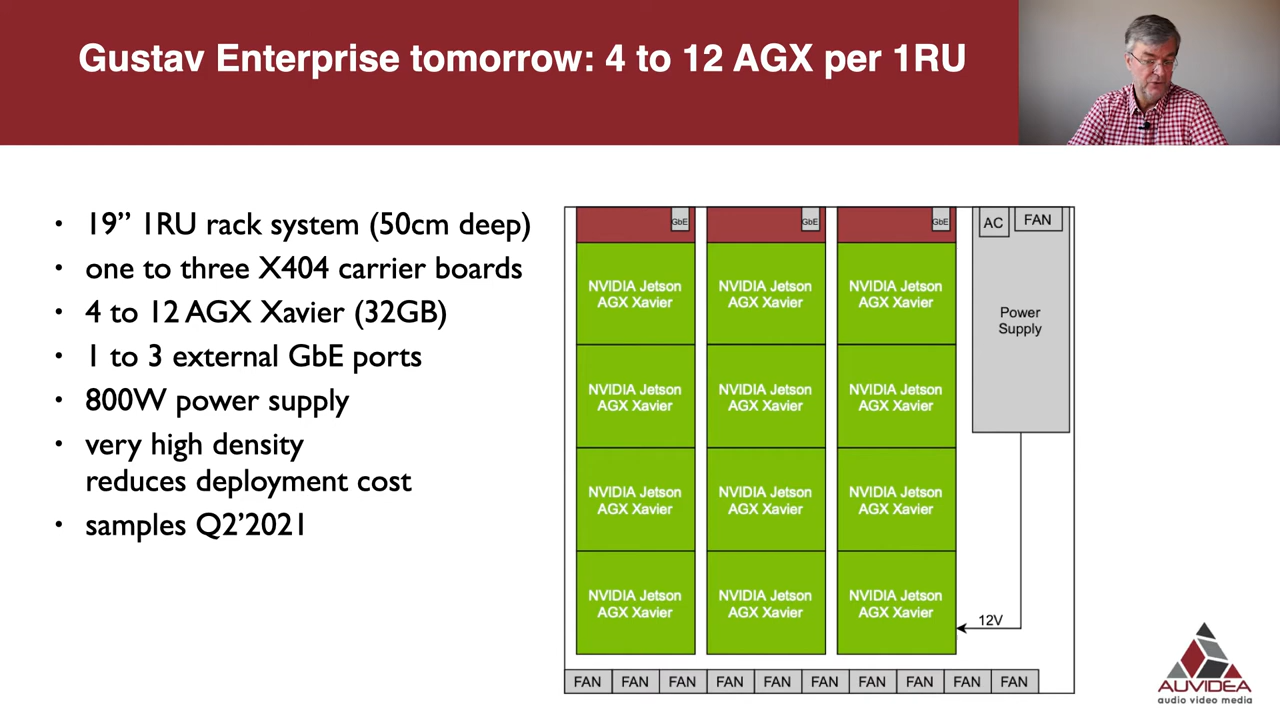 Gustav Enterprise tomorrow: 4 to 12 AGX per 1RU
• 19” 1RU rack system (50cm deep)
• one to three X404 carrier boards
• 4 to 12 AGX Xavier (32GB)
• 1 to 3 external GbE ports
• 800W power supply
• very high density
reduces deployment cost
• samples Q2’2021
GbE GbE GbE AC FAN
NVIDIA Jetson NVIDIA Jetson NVIDIA Jetson
AGX Xavier AGX Xavier AGX Xavier
Power
Supply
NVIDIA Jetson NVIDIA Jetson NVIDIA Jetson
AGX Xavier AGX Xavier AGX Xavier
NVIDIA Jetson NVIDIA Jetson NVIDIA Jetson
AGX Xavier AGX Xavier AGX Xavier
NVIDIA Jetson NVIDIA Jetson NVIDIA Jetson
AGX Xavier AGX Xavier AGX Xavier
12V
FAN FAN FAN FAN FAN FAN FAN FAN FAN FAN
AUVIDEA
audio video media